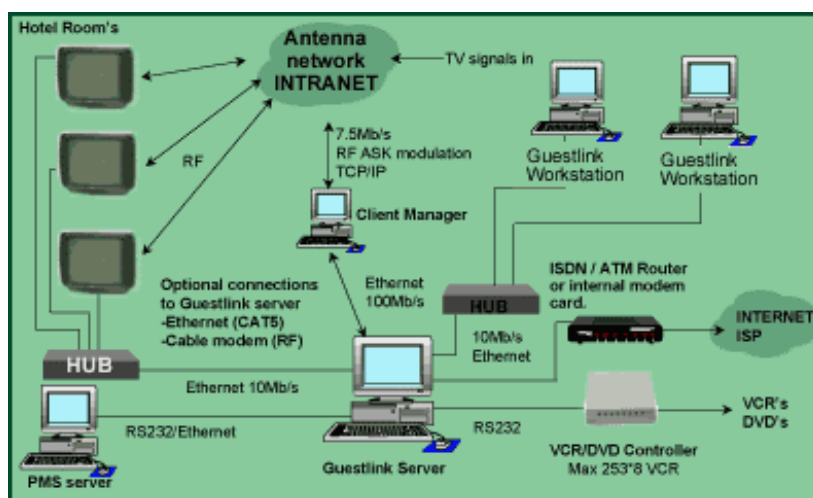 Hotel Room's
Antenna
network
INTRANET
TV signals in
RF
7.5Mb/s
RF ASK modulation
TCP/IP
Guestlink
Workstation
Guestlink
Workstation
Client Manager
Optional connections
to Guestlink server
-Ethernet (CAT5)
-Cable modem (RF)
Ethernet
100Mb/s
HUB
ISDN / ATM Router
or internal modem
card.
INTERNET
ISP
10Mb/s
Ethernet
HUB
Ethernet 10Mb/s
RS232/Ethernet
RS232
VCR's
DVD's
PMS server
Guestlink Server
VCR/DVD Controller
Max 253*8 VCR